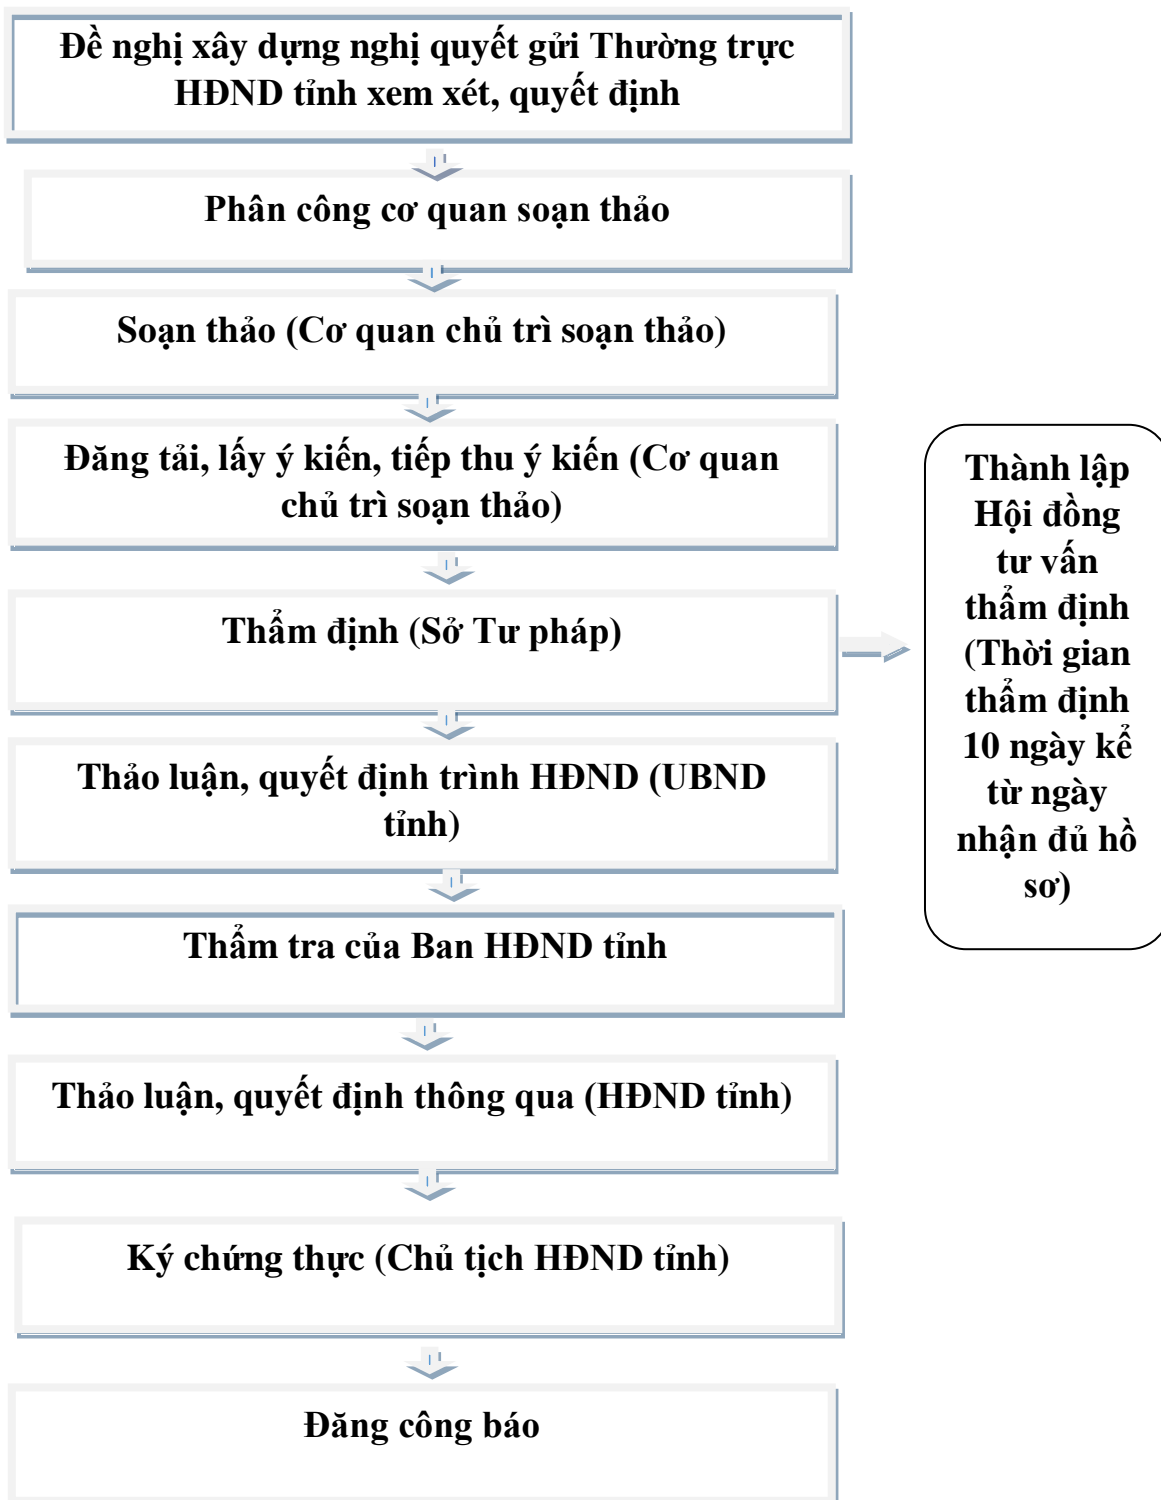 Đề nghị xây dựng nghị quyết gửi Thường trực
HĐND tỉnh xem xét, quyết định
Phân công cơ quan soạn thảo
Soạn thảo (Cơ quan chủ trì soạn thảo)
Đăng tải, lấy ý kiến, tiếp thu ý kiến (Cơ quan
chủ trì soạn thảo)
Thẩm định (Sở Tư pháp)
Thành lập
Hội đồng
tư vấn
thẩm định
(Thời gian
thẩm định
10 ngày kể
từ ngày
nhận đủ hồ
sơ)
Thảo luận, quyết định trình HĐND (UBND
tỉnh)
Thẩm tra của Ban HĐND tỉnh
Thảo luận, quyết định thông qua (HĐND tỉnh)
Ký chứng thực (Chủ tịch HĐND tỉnh)
Đăng công báo